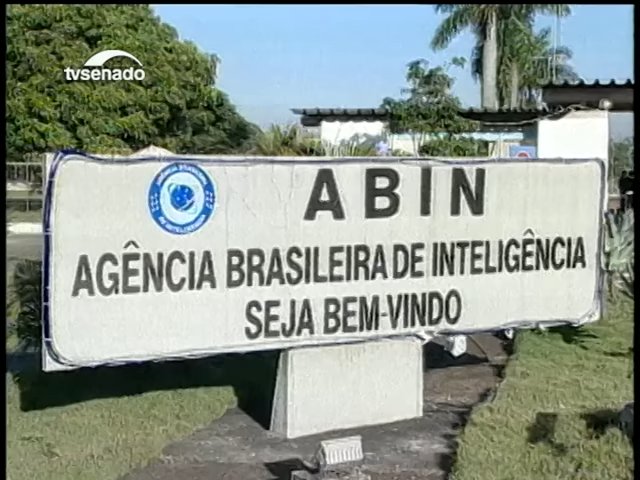 tvsenado
ABIN
AGÊNCIA BRASILEIRA DE INTELIGÊNCIA
SEJA BEM-VINDO